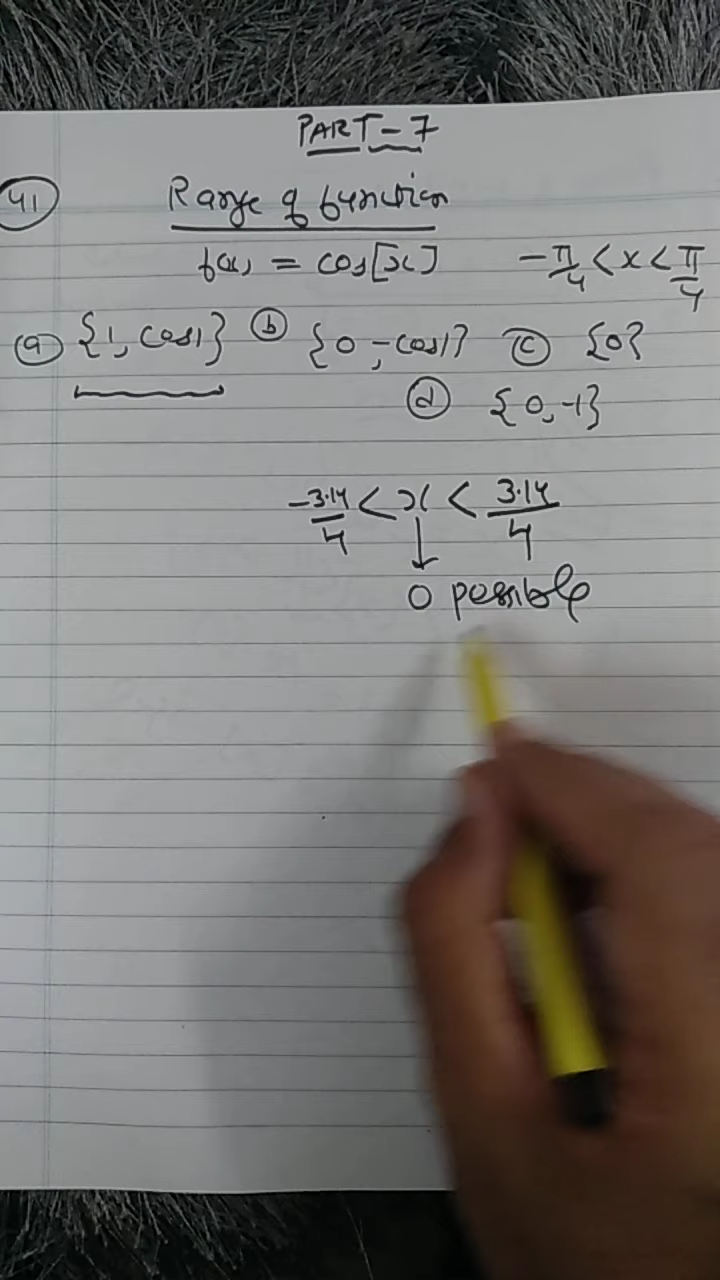 PART-7
41 Range of function
f(x) = cos[x] -π/4 < x < π/4
(a) {1, cos1} (b) {0, -cos1} (c) {0}
(d) {0, -1}
-3.14/4 < x < 3.14/4
↓
0 possible